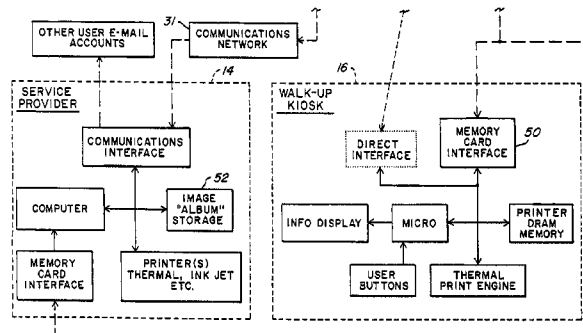 OTHER USER E-MAIL
ACCOUNTS
31
COMMUNICATIONS
NETWORK
14
SERVICE
PROVIDER
COMMUNICATIONS
INTERFACE
COMPUTER
52
IMAGE
"ALBUM"
STORAGE
MEMORY
CARD
INTERFACE
PRINTER(S)
THERMAL, INK JET
ETC.
16
WALK-UP
KIOSK
DIRECT
INTERFACE
MEMORY
CARD
INTERFACE
50
INFO DISPLAY
MICRO
PRINTER
DRAM
MEMORY
USER
BUTTONS
THERMAL
PRINT ENGINE